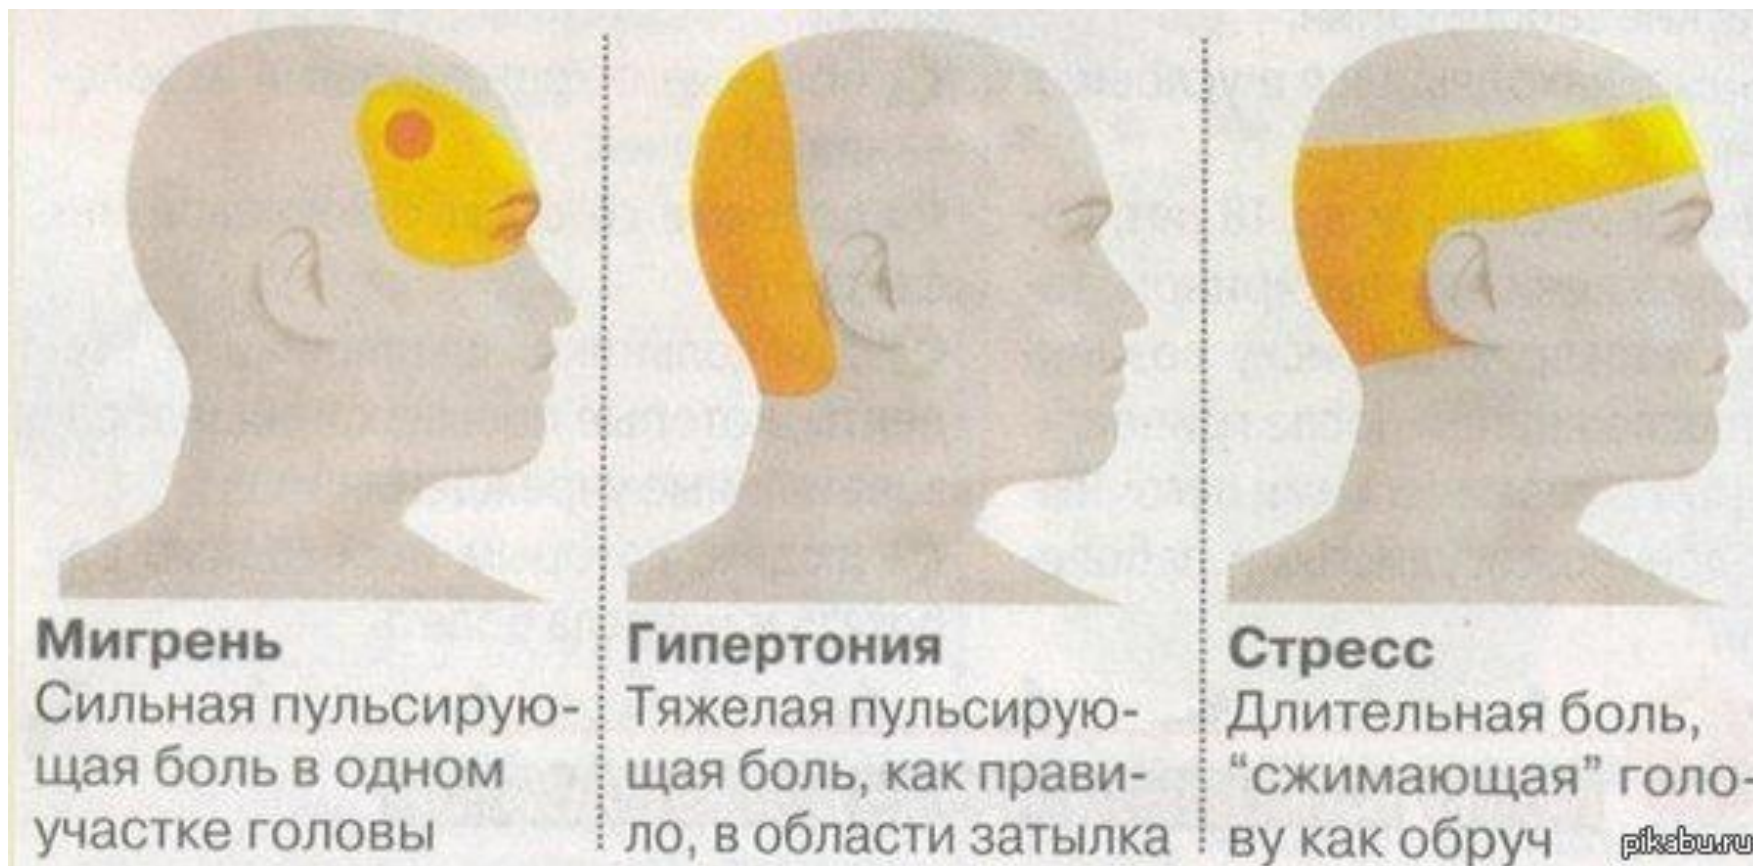 Мигрень
Сильная пульсирую-
щая боль в одном
участке головы
Гипертония
Тяжелая пульсирую-
щая боль, как прави-
ло, в области затылка
Стресс
Длительная боль,
“сжимающая” голо-
ву как обруч
pikabu.ru